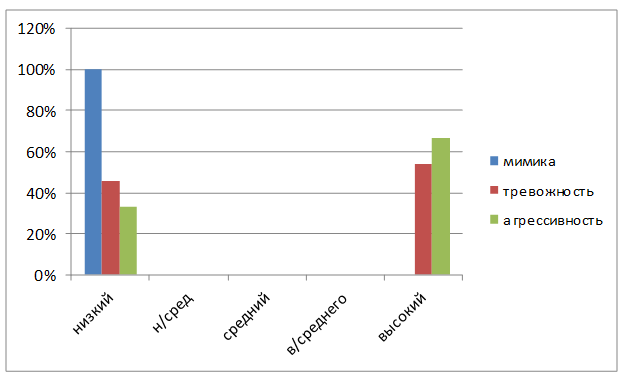 120%
100%
80%
60%
40%
20%
0%
низкий
н/сред
средний
в/среднего
высокий
мимика
тревожность
агрессивность